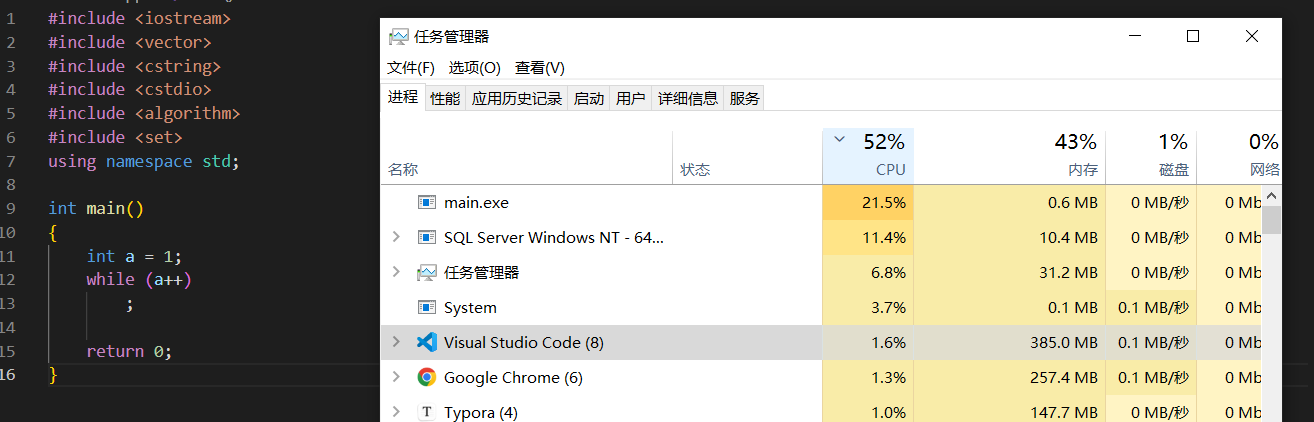 1 #include <iostream>
2 #include <vector>
3 #include <cstring>
4 #include <cstdio>
5 #include <algorithm>
6 #include <set>
7 using namespace std;
8
9 int main()
10 {
11 int a = 1;
12 while (a++)
13 ;
14
15 return 0;
16 }
任务管理器
文件(F) 选项(O) 查看(V)
进程 性能 应用历史记录 启动 用户 详细信息 服务
52% 43% 1% 0%
名称 状态 CPU 内存 磁盘 网络
main.exe 21.5% 0.6 MB 0 MB/秒 0 Mb
SQL Server Windows NT - 64... 11.4% 10.4 MB 0 MB/秒 0 Mb
任务管理器 6.8% 31.2 MB 0 MB/秒 0 Mb
System 3.7% 0.1 MB 0.1 MB/秒 0 Mb
Visual Studio Code (8) 1.6% 385.0 MB 0.1 MB/秒 0 Mb
Google Chrome (6) 1.3% 257.4 MB 0.1 MB/秒 0 Mb
T Typora (4) 1.0% 147.7 MB 0 MB/秒 0 Mb